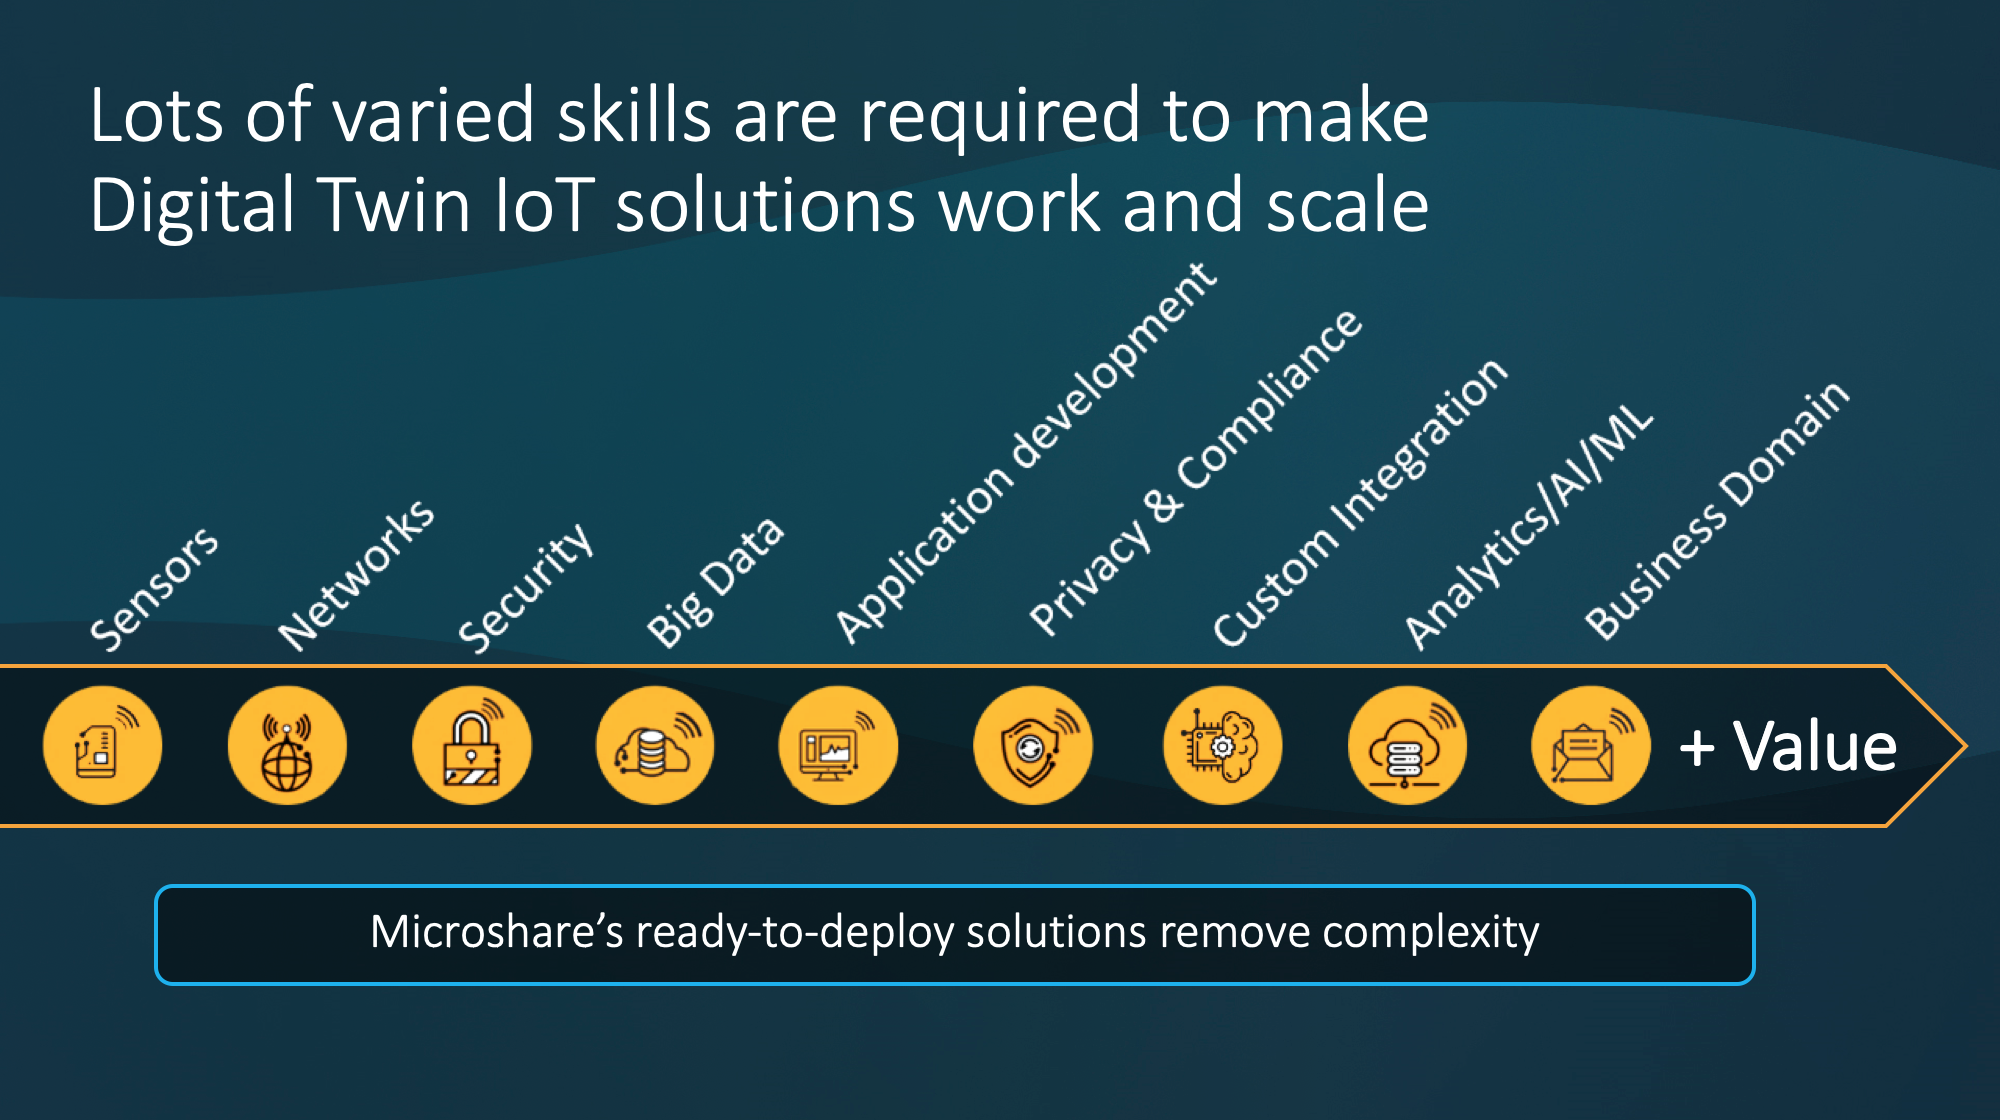 Lots of varied skills are required to make
Digital Twin IoT solutions work and scale
Sensors
Networks
Security
Big Data
Application development
Privacy & Compliance
Custom Integration
Analytics/AI/ML
Business Domain
+ Value
Microshare’s ready-to-deploy solutions remove complexity